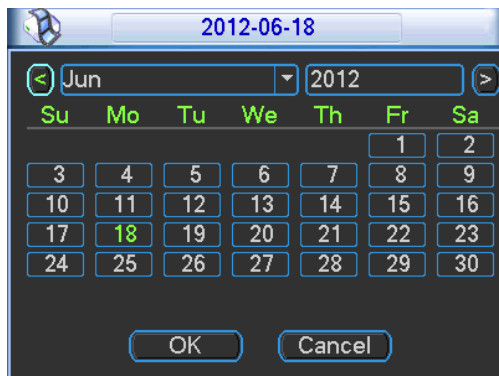 2012-06-18
< Jun 2012 >
Su Mo Tu We Th Fr Sa
1 2
3 4 5 6 7 8 9
10 11 12 13 14 15 16
17 18 19 20 21 22 23
24 25 26 27 28 29 30
OK Cancel